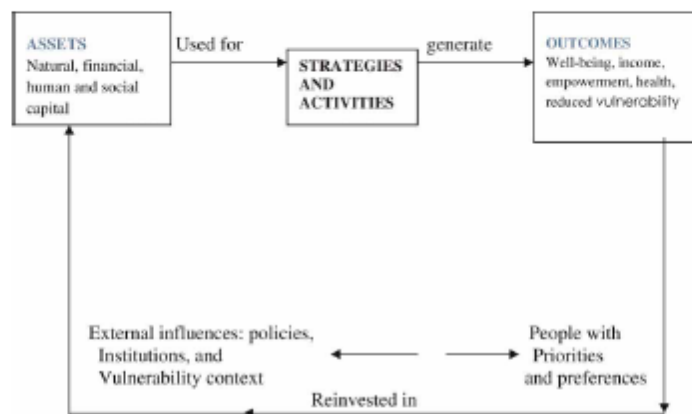 ASSETS
Natural, financial,
human and social
capital
Used for
STRATEGIES
AND
ACTIVITIES
generate
OUTCOMES
Well-being, income,
empowerment, health,
reduced vulnerability
External influences: policies,
Institutions, and
Vulnerability context
People with
Priorities
and preferences
Reinvested in